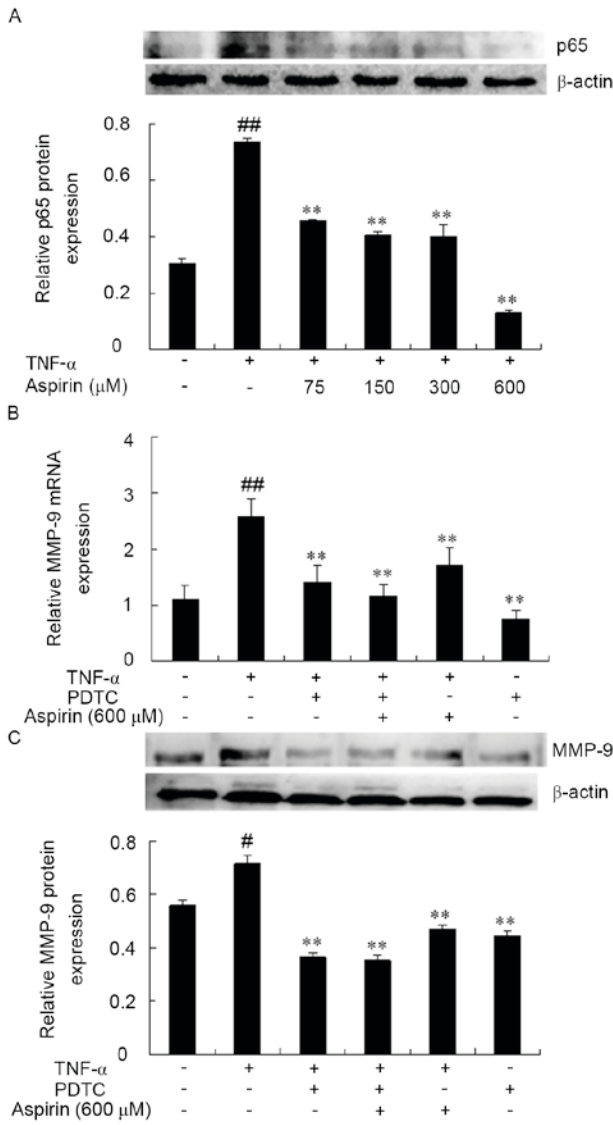 A
p65
β-actin
0.8
##
0.6
**
**
**
0.4
**
0.2
0
Relative p65 protein
expression
TNF-α - + + + + +
Aspirin (μM) - - 75 150 300 600
B
4
3
##
**
2
**
**
**
1
0
Relative MMP-9 mRNA
expression
TNF-α - + + + + -
PDTC - - + + - +
Aspirin (600 μM) - - - + + -
C
MMP-9
β-actin
0.8
#
0.6
**
**
**
**
0.4
0.2
0
Relative MMP-9 protein
expression
TNF-α - + + + + -
PDTC - - + + - +
Aspirin (600 μM) - - - + + -